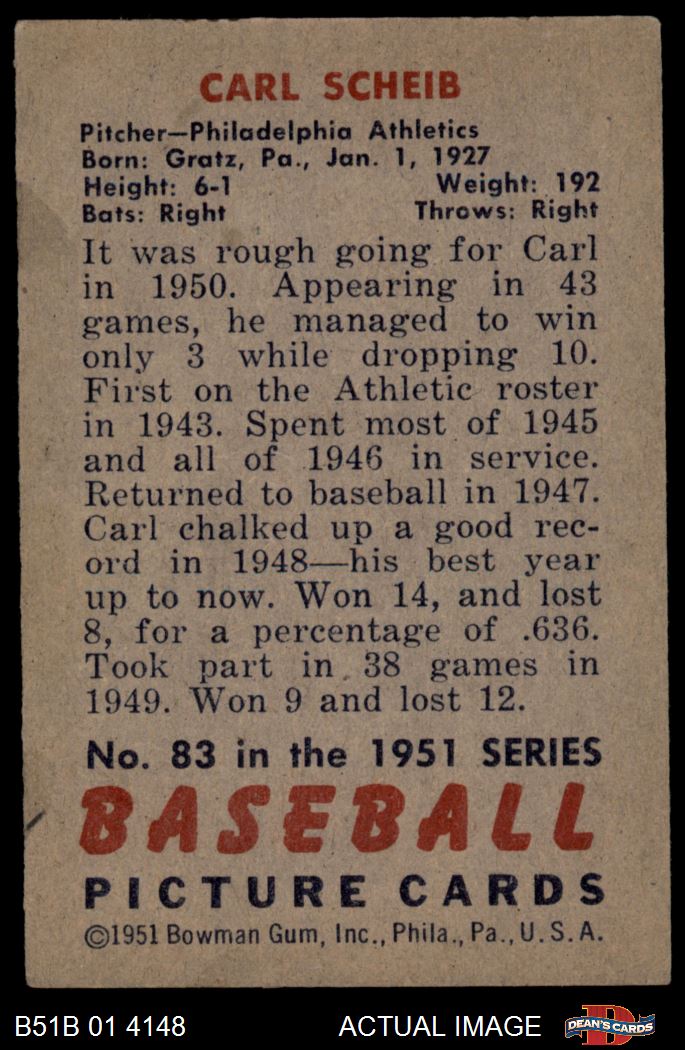 CARL SCHEIB
Pitcher—Philadelphia Athletics
Born: Gratz, Pa., Jan. 1, 1927
Height: 6-1 Weight: 192
Bats: Right Throws: Right
It was rough going for Carl
in 1950. Appearing in 43
games, he managed to win
only 3 while dropping 10.
First on the Athletic roster
in 1943. Spent most of 1945
and all of 1946 in service.
Returned to baseball in 1947.
Carl chalked up a good rec-
ord in 1948—his best year
up to now. Won 14, and lost
8, for a percentage of .636.
Took part in 38 games in
1949. Won 9 and lost 12.
No. 83 in the 1951 SERIES
BASEBALL
PICTURE CARDS
©1951 Bowman Gum, Inc., Phila., Pa., U.S.A.
B51B 01 4148 ACTUAL IMAGE D DEAN'S CARDS